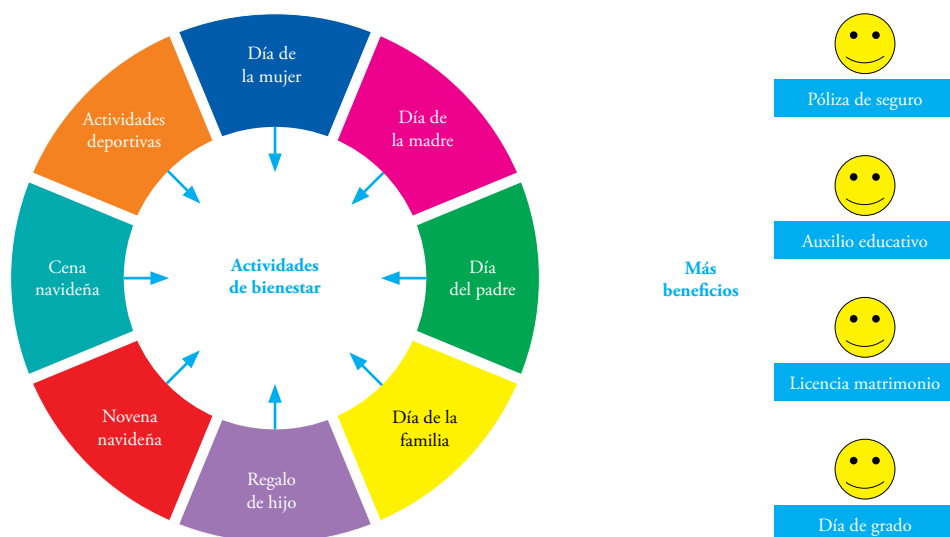 Día de
la mujer
Día de
la madre
Día
del padre
Día de la
familia
Regalo
de hijo
Novena
navideña
Cena
navideña
Actividades
deportivas
Actividades
de bienestar
Más
beneficios
Póliza de seguro
Auxilio educativo
Licencia matrimonio
Día de grado